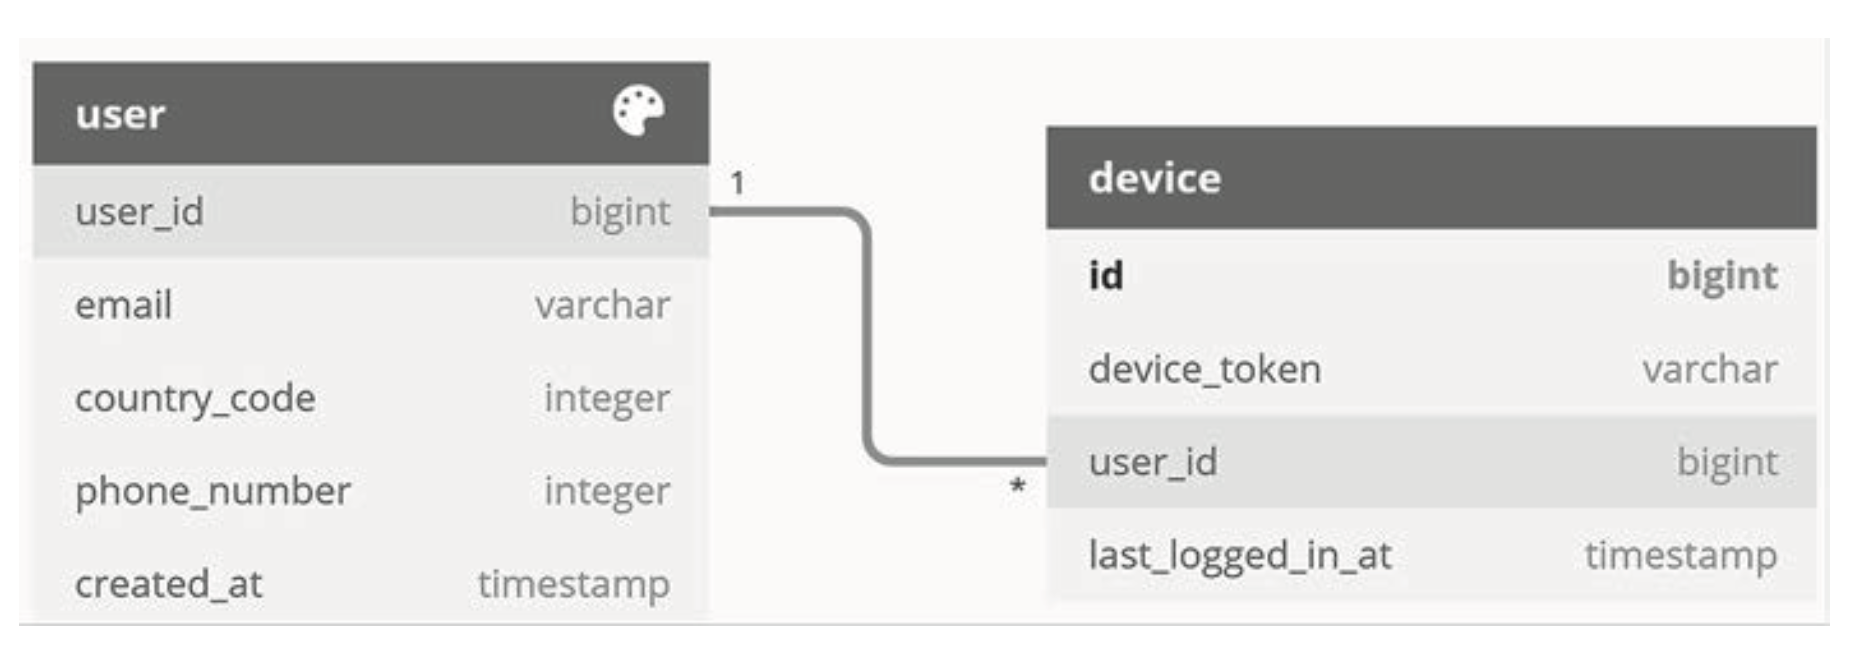 user
user_id bigint
email varchar
country_code integer
phone_number integer
created_at timestamp
1
*
device
id bigint
device_token varchar
user_id bigint
last_logged_in_at timestamp